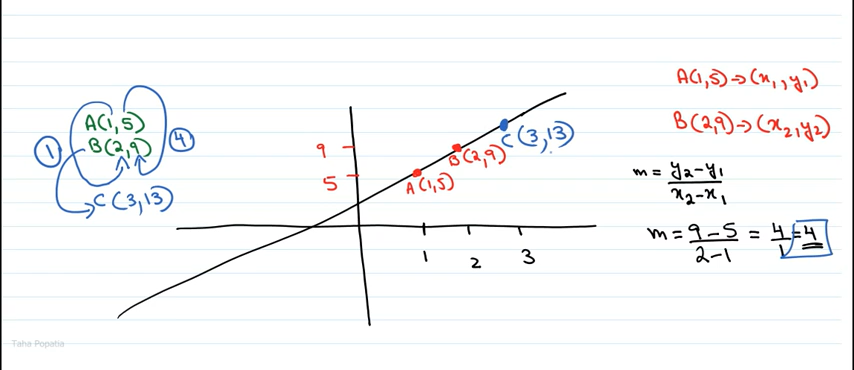 A(1,5)
B(2,9)
1
4
C(3,13)
9
5
A(1,5)
B(2,9)
C(3,13)
1
2
3
A(1,5)→(x₁,y₁)
B(2,9)→(x₂,y₂)
m = y₂-y₁ / x₂-x₁
m = 9-5 / 2-1 = 4/1 = 4
Taha Popatia